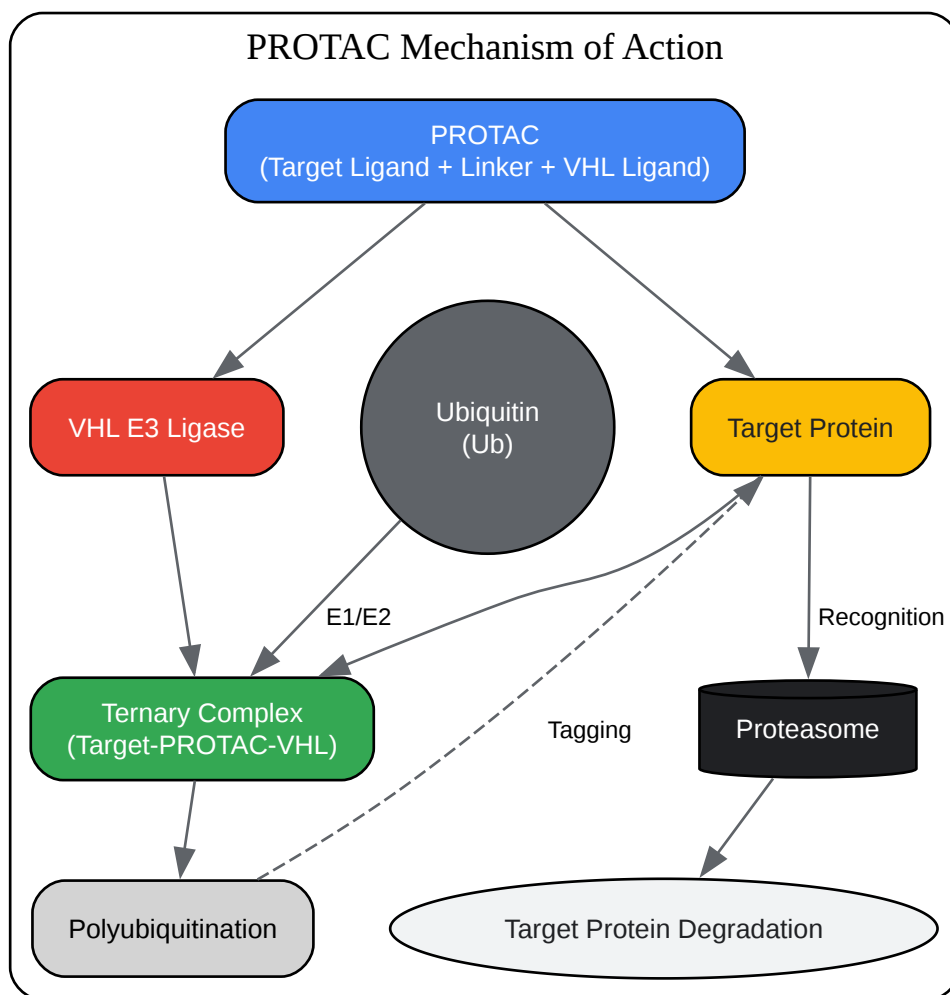 PROTAC Mechanism of Action
PROTAC
(Target Ligand + Linker + VHL Ligand)
Ubiquitin
(Ub)
VHL E3 Ligase
Target Protein
E1/E2
Recognition
Ternary Complex
(Target-PROTAC-VHL)
Tagging
Proteasome
Polyubiquitination
Target Protein Degradation